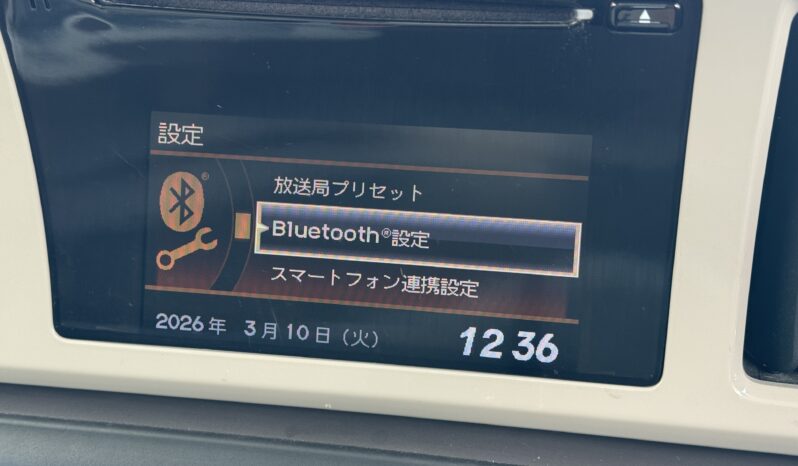 設定
放送局プリセット
Bluetooth®設定
スマートフォン連携設定
2026年 3月10日(火) 12:36